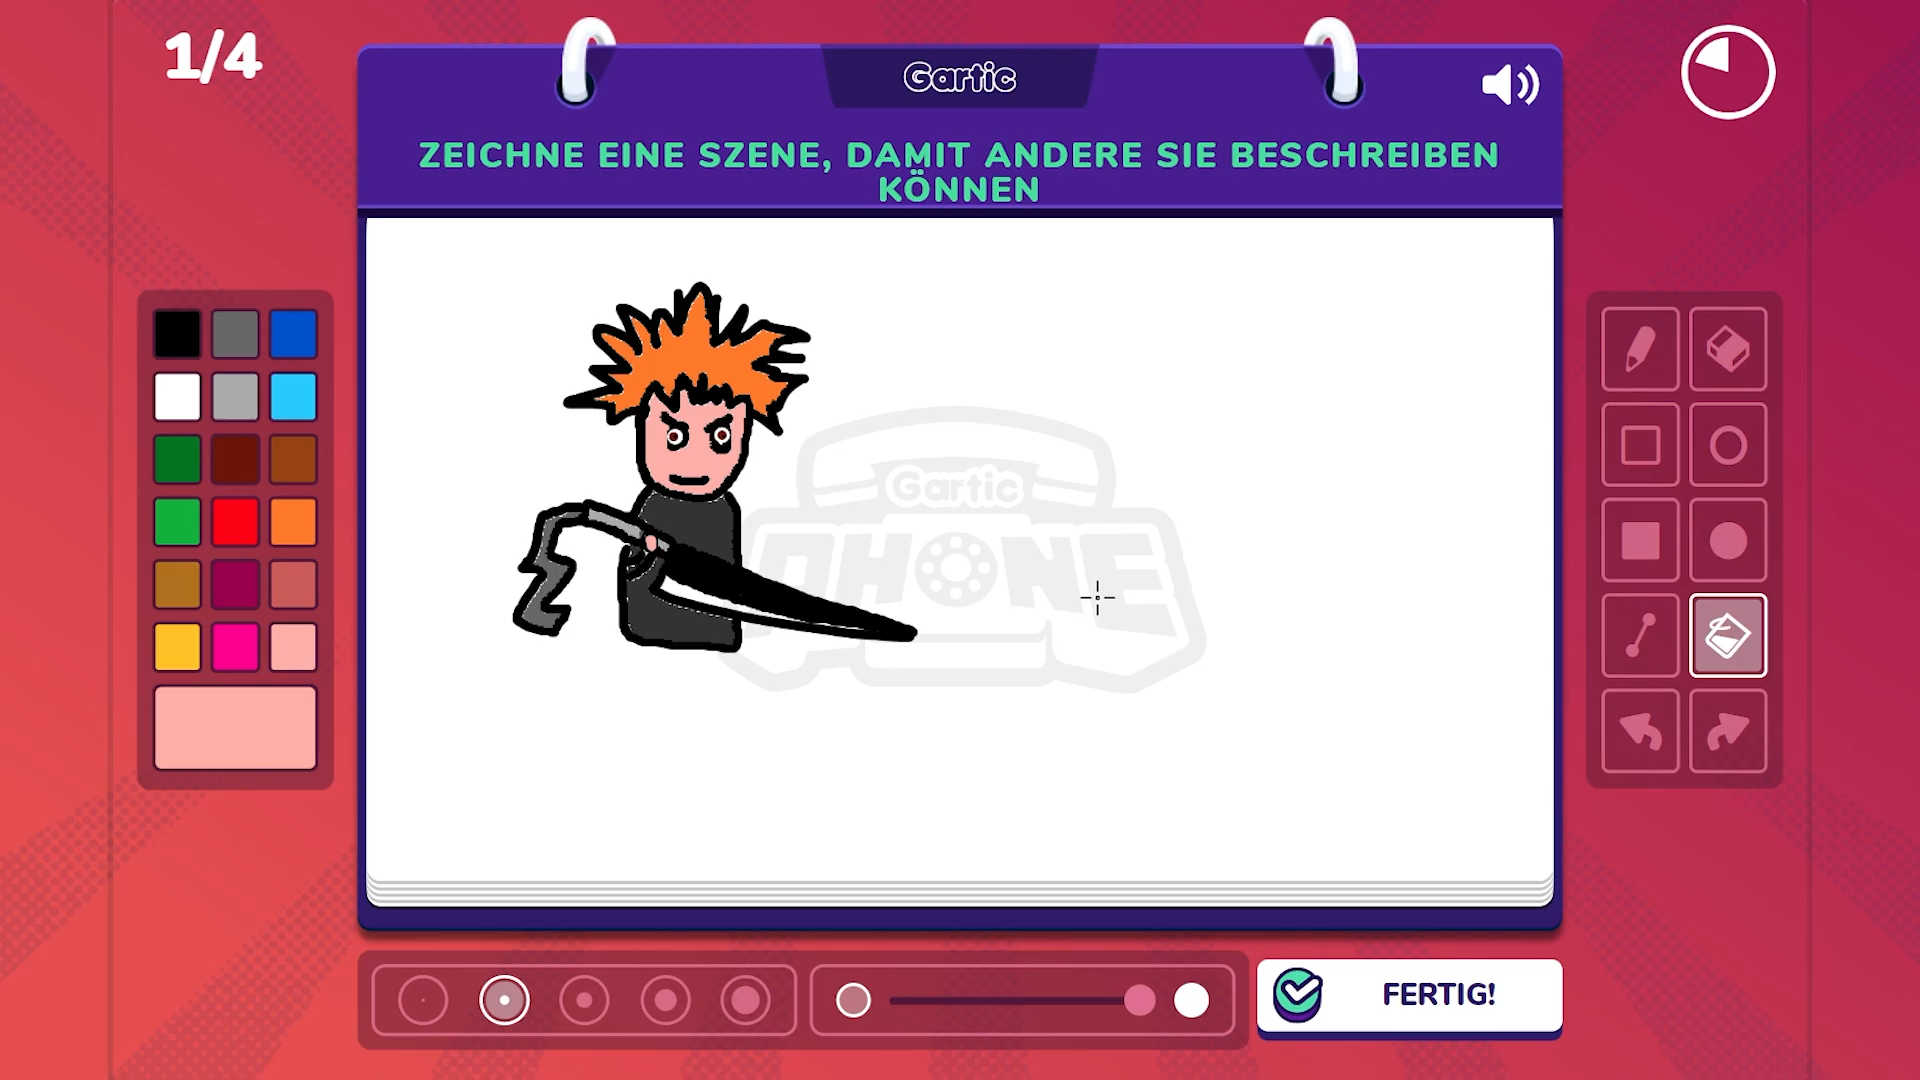 1/4
Gartic
ZEICHNE EINE SZENE, DAMIT ANDERE SIE BESCHREIBEN
KÖNNEN
Gartic
PHONE
FERTIG!